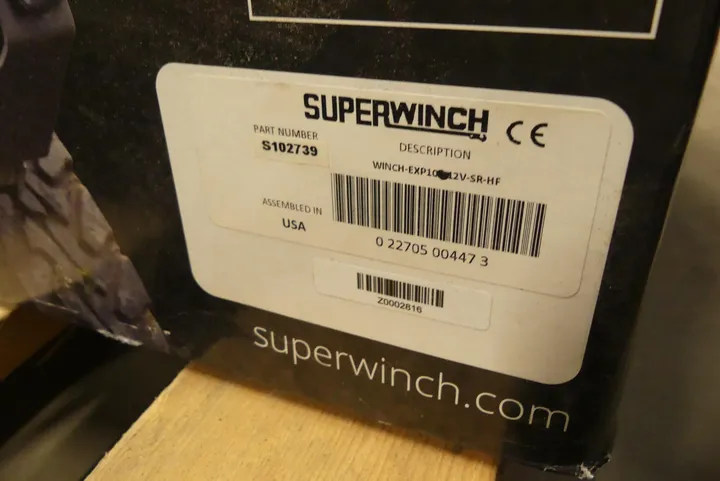 SUPERWINCH CE
PART NUMBER
S102739
DESCRIPTION
ASSEMBLED IN
USA
0 22705 00447 3
Z0002816
superwinch.com